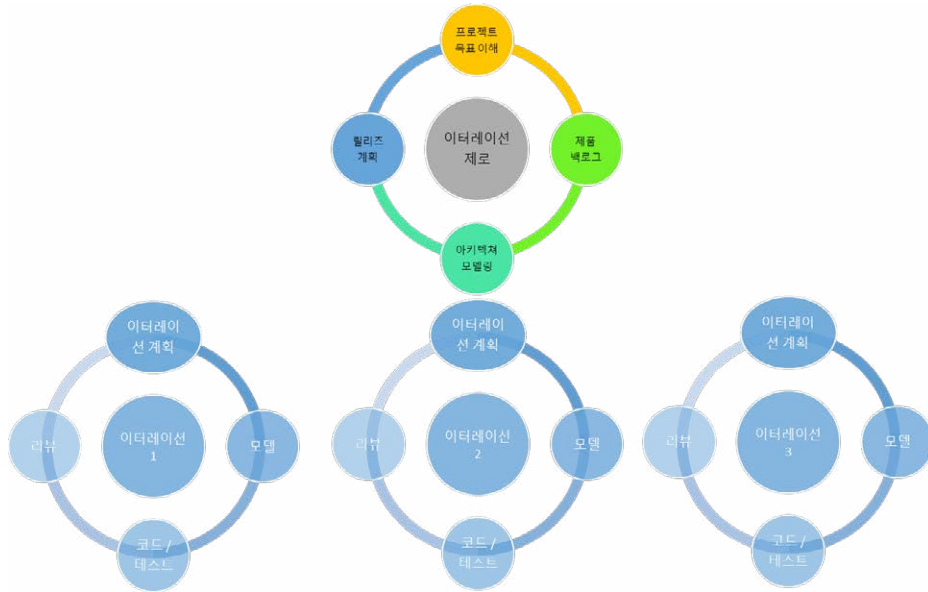 프로젝트
목표 이해
릴리즈
계획
이터레이션
제로
제품
백로그
아키텍쳐
모델링
이터레이
션 계획
리뷰
이터레이션
1
모델
코드 /
테스트
이터레이
션 계획
리뷰
이터레이션
2
모델
코드 /
테스트
이터레이
션 계획
리뷰
이터레이션
3
모델
코드 /
테스트